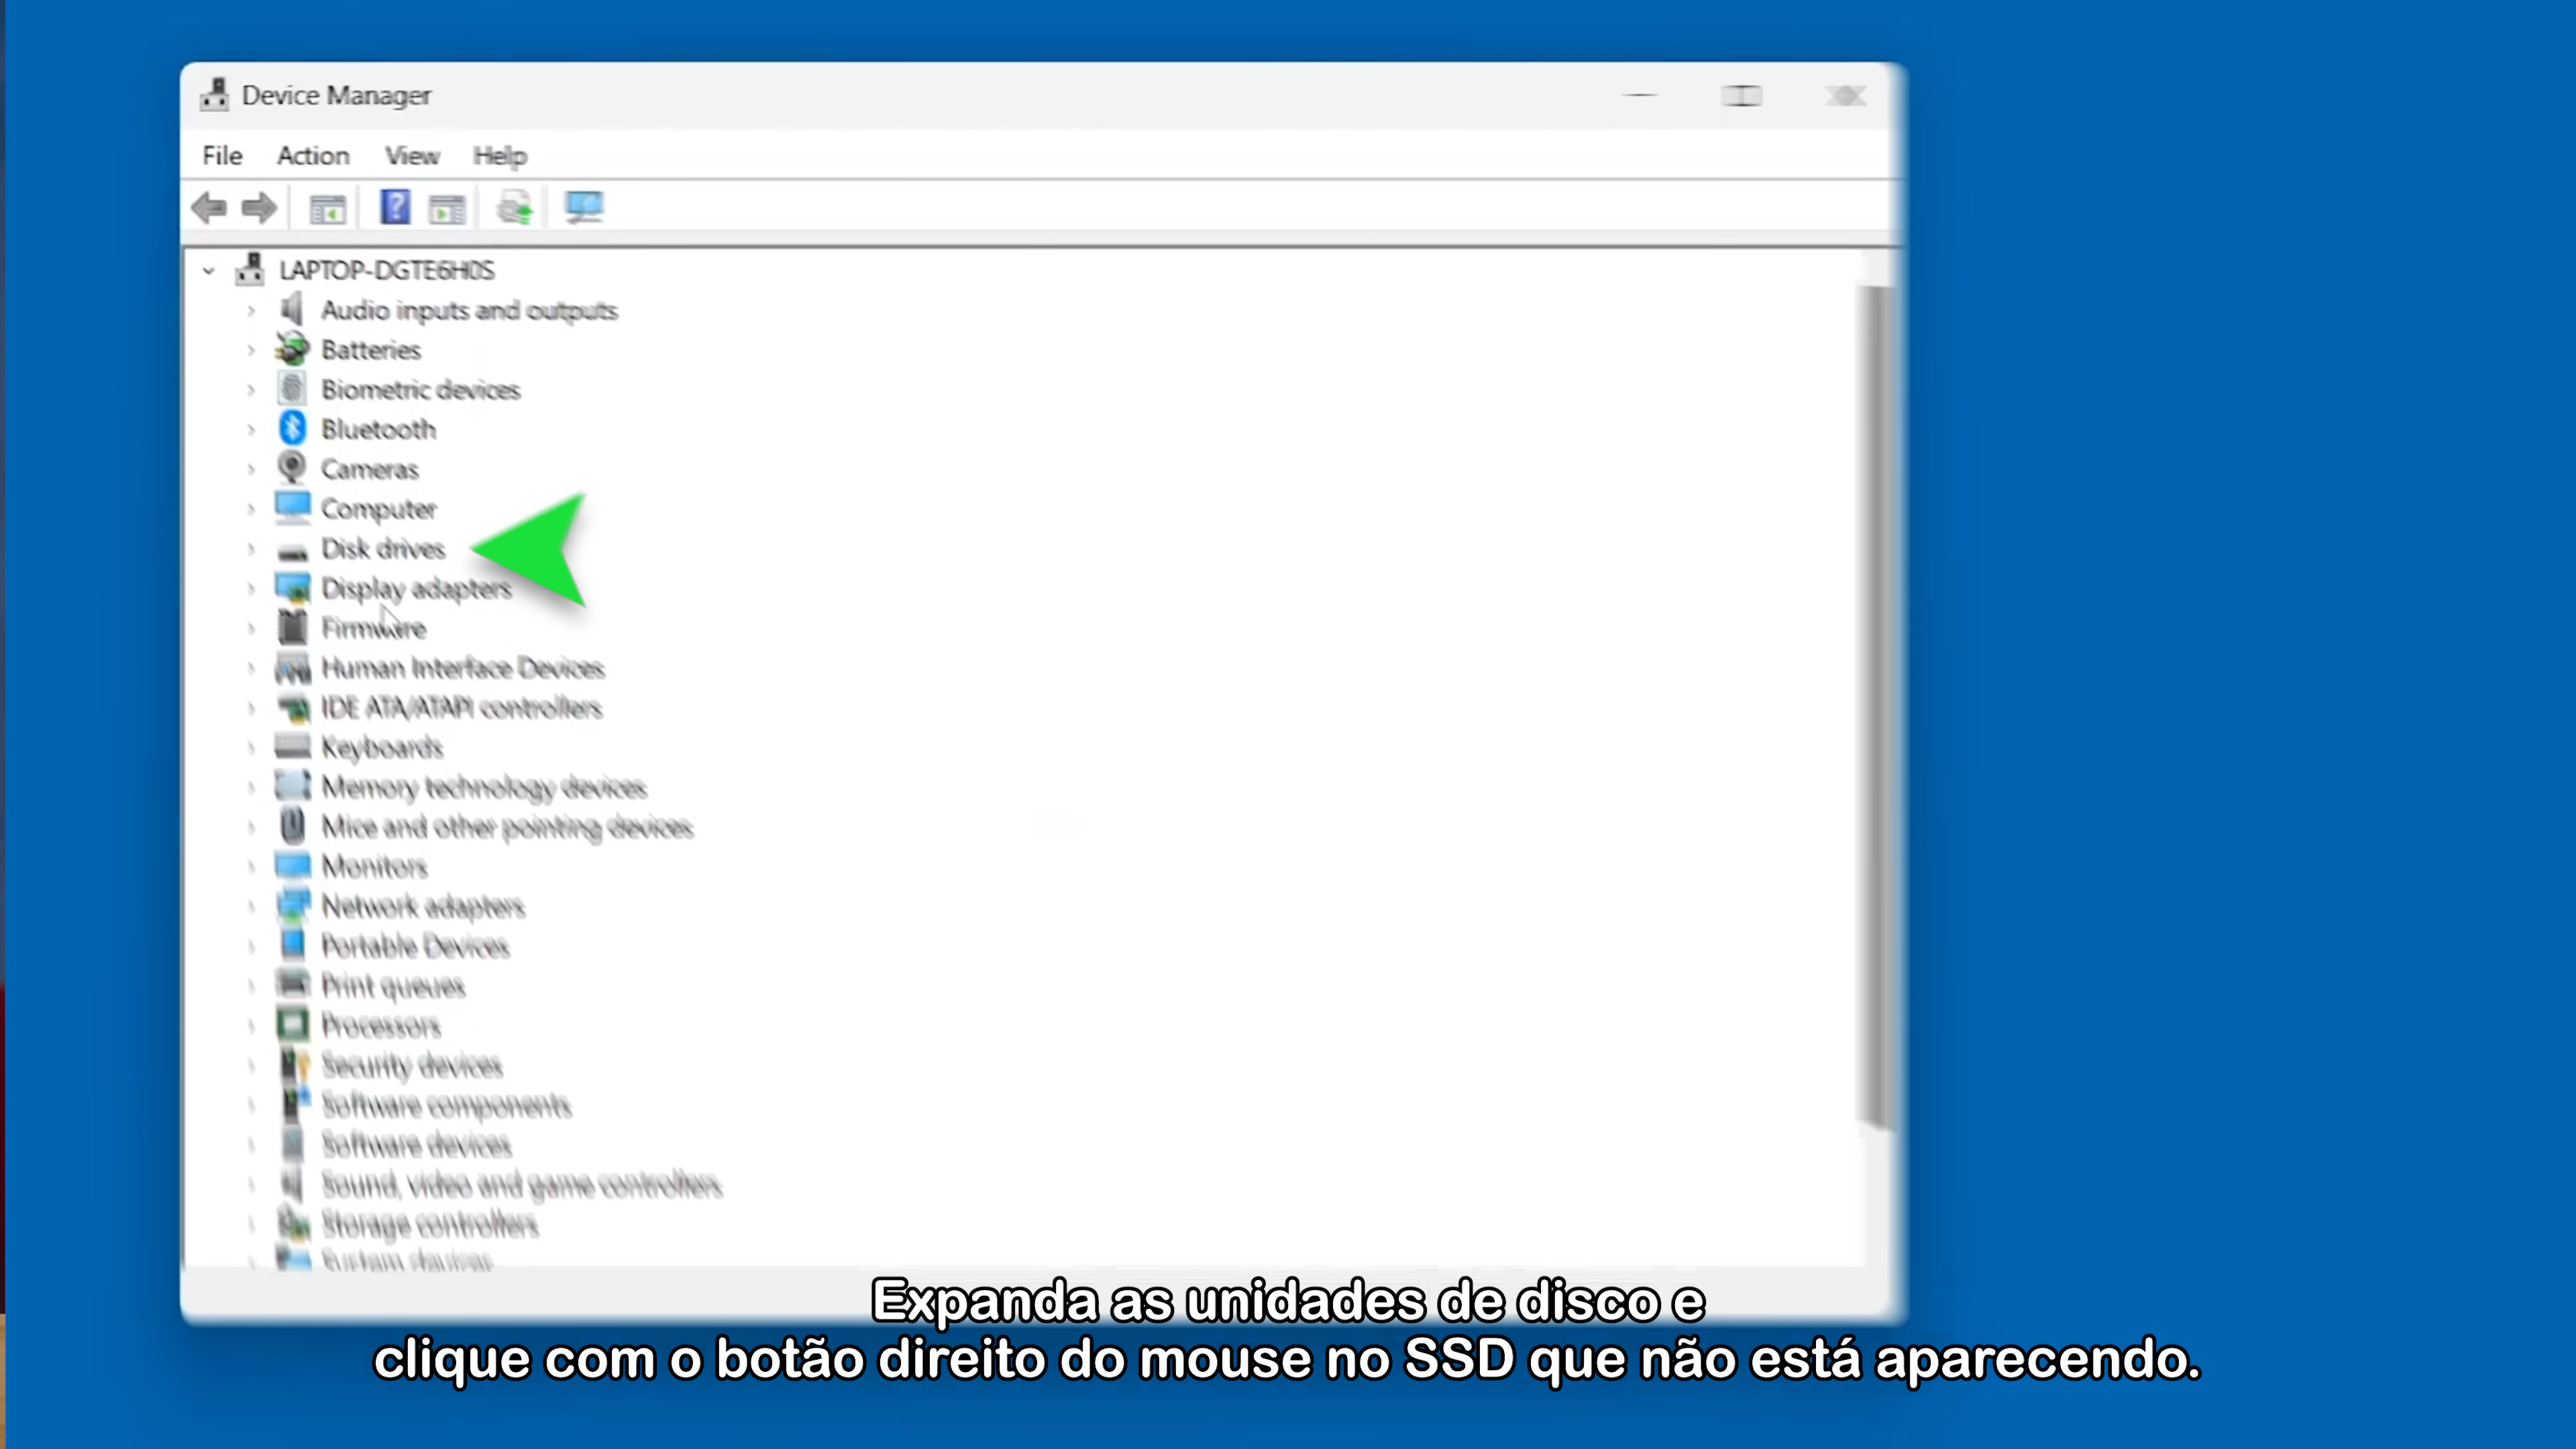 Device Manager
File Action View Help
LAPTOP-DGTE6H0S
Audio inputs and outputs
Batteries
Biometric devices
Bluetooth
Cameras
Computer
Disk drives
Display adapters
Firmware
Human Interface Devices
IDE ATA/ATAPI controllers
Keyboards
Memory technology devices
Mice and other pointing devices
Monitors
Network adapters
Portable Devices
Print queues
Processors
Security devices
Software components
Software devices
Sound, video and game controllers
Storage controllers
System devices
Expanda as unidades de disco e
clique com o botão direito do mouse no SSD que não está aparecendo.